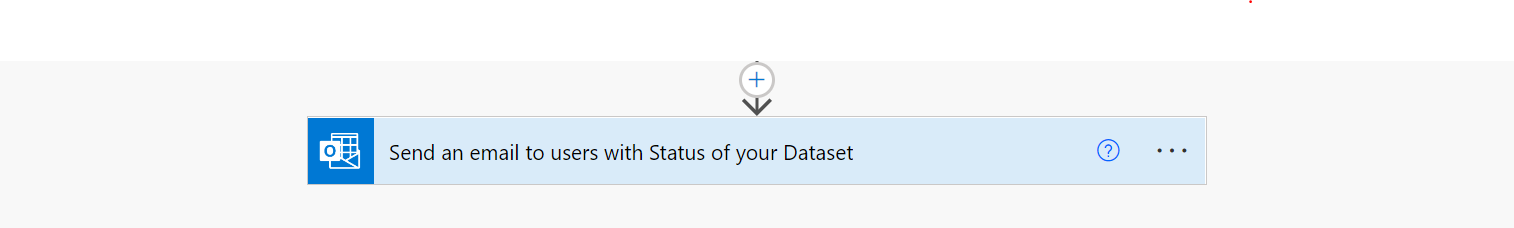 Send an email to users with Status of your Dataset